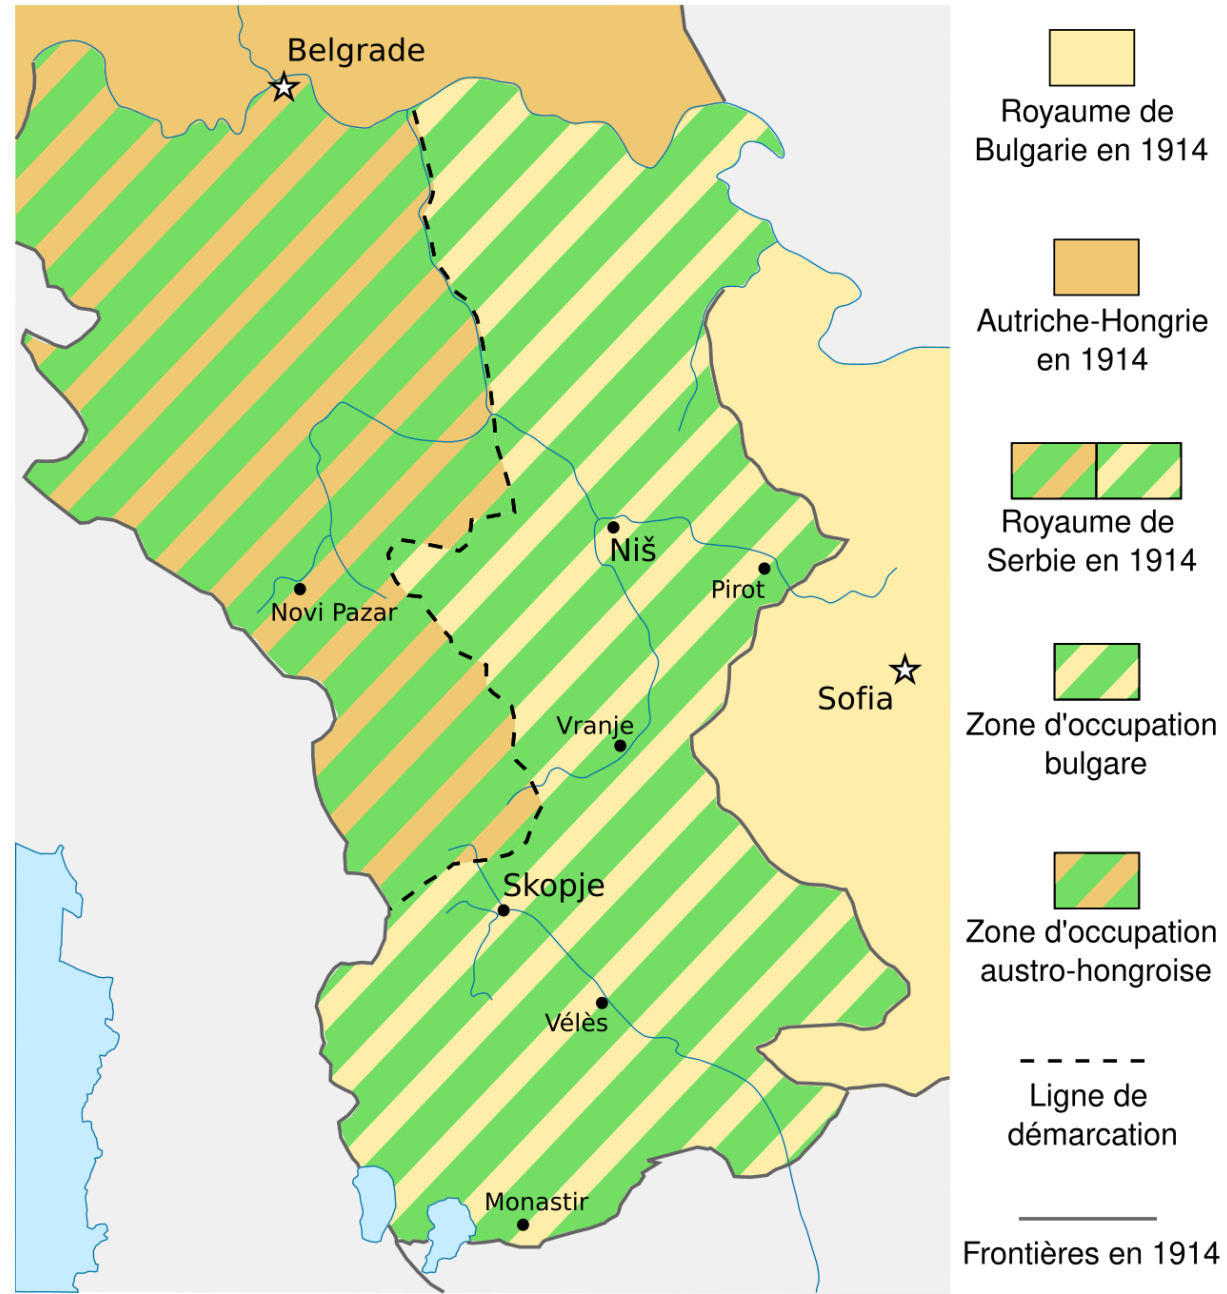 Belgrade
Niš
Pirot
Novi Pazar
Sofia
Vranje
Skopje
Vélès
Monastir
Royaume de
Bulgarie en 1914
Autriche-Hongrie
en 1914
Royaume de
Serbie en 1914
Zone d'occupation
bulgare
Zone d'occupation
austro-hongroise
Ligne de
démarcation
Frontières en 1914